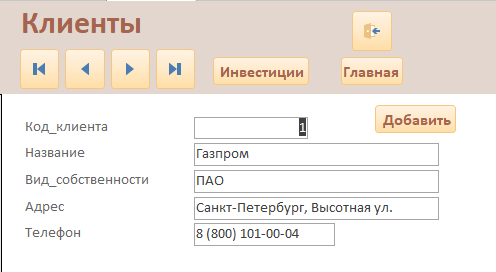 Клиенты
Инвестиции
Главная
Добавить
Код_клиента 1
Название Газпром
Вид_собственности ПАО
Адрес Санкт-Петербург, Высотная ул.
Телефон 8 (800) 101-00-04